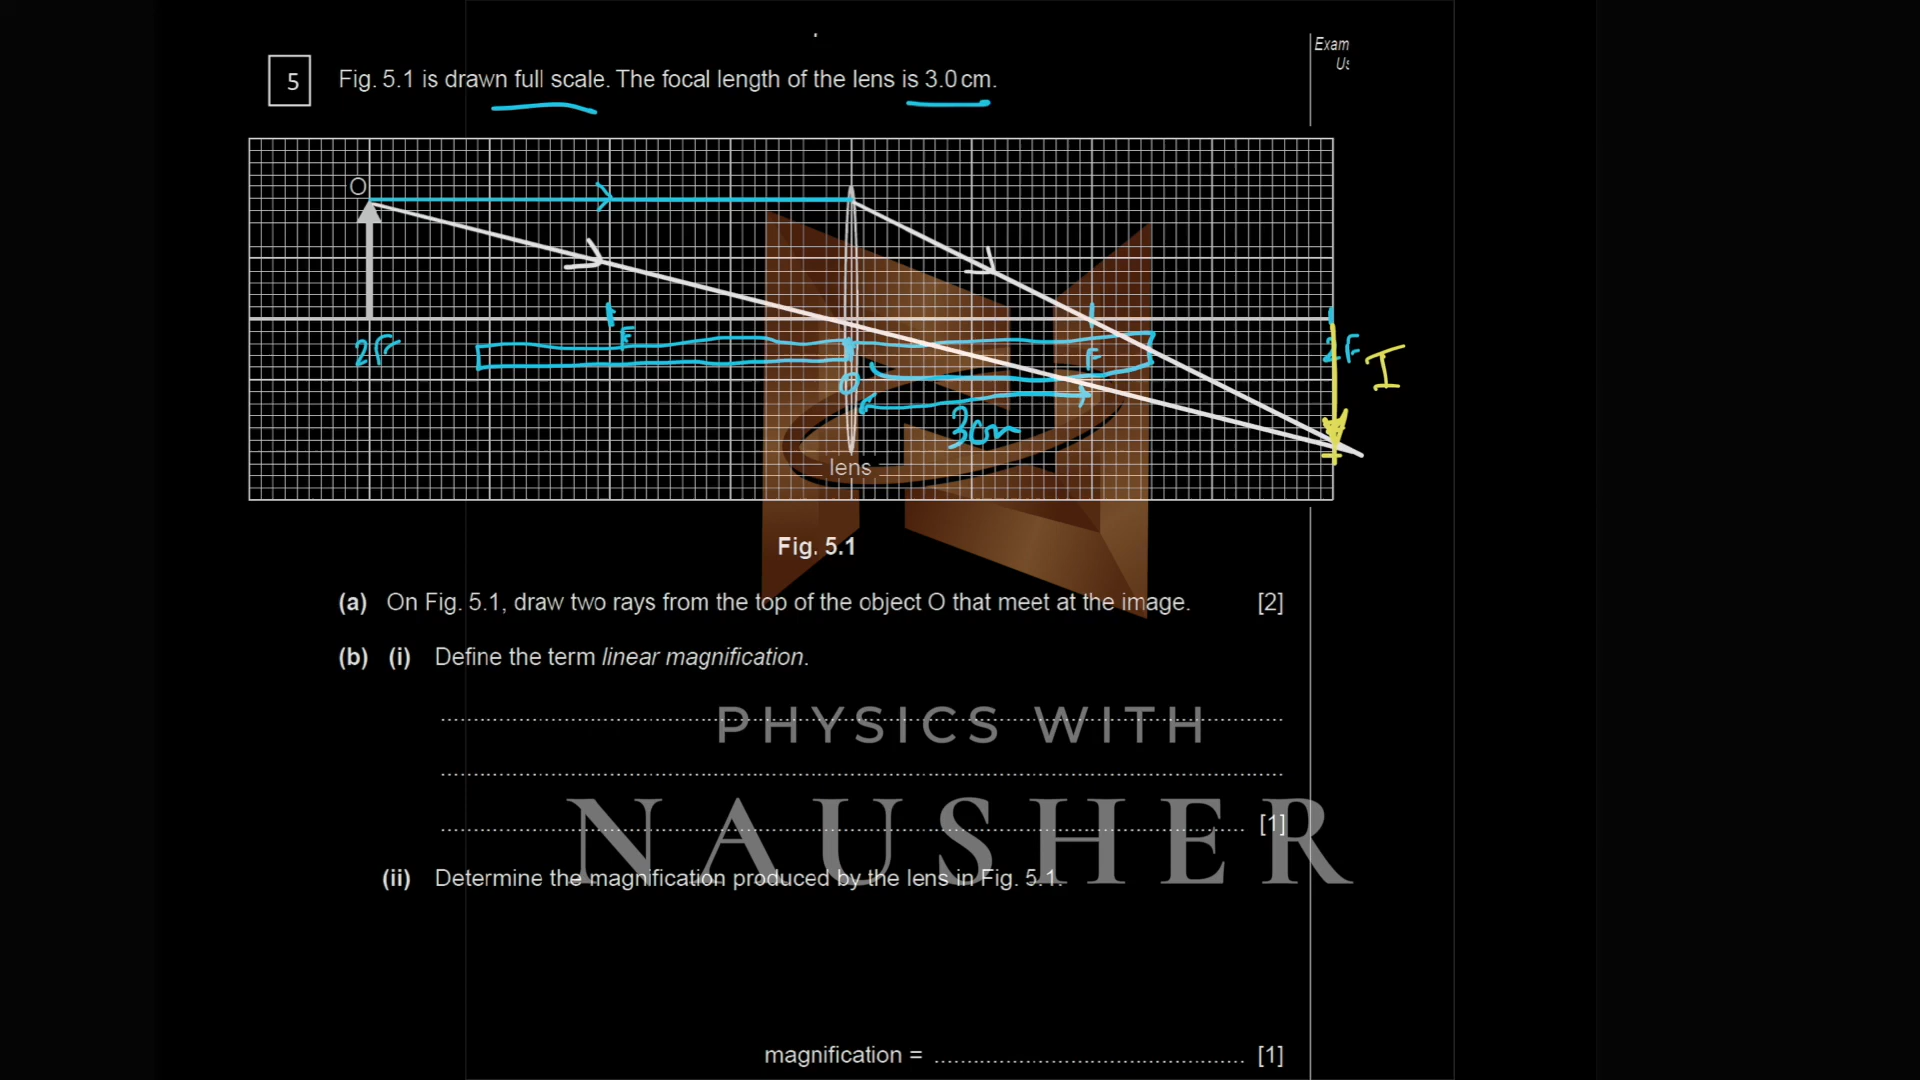 Exam
Us
5 Fig. 5.1 is drawn full scale. The focal length of the lens is 3.0 cm.
O
F
2F
F
2F
I
O
3cm
lens
Fig. 5.1
(a) On Fig. 5.1, draw two rays from the top of the object O that meet at the image. [2]
(b) (i) Define the term linear magnification.
PHYSICS WITH
NAUSHER
[1]
(ii) Determine the magnification produced by the lens in Fig. 5.1.
magnification = ................................................ [1]